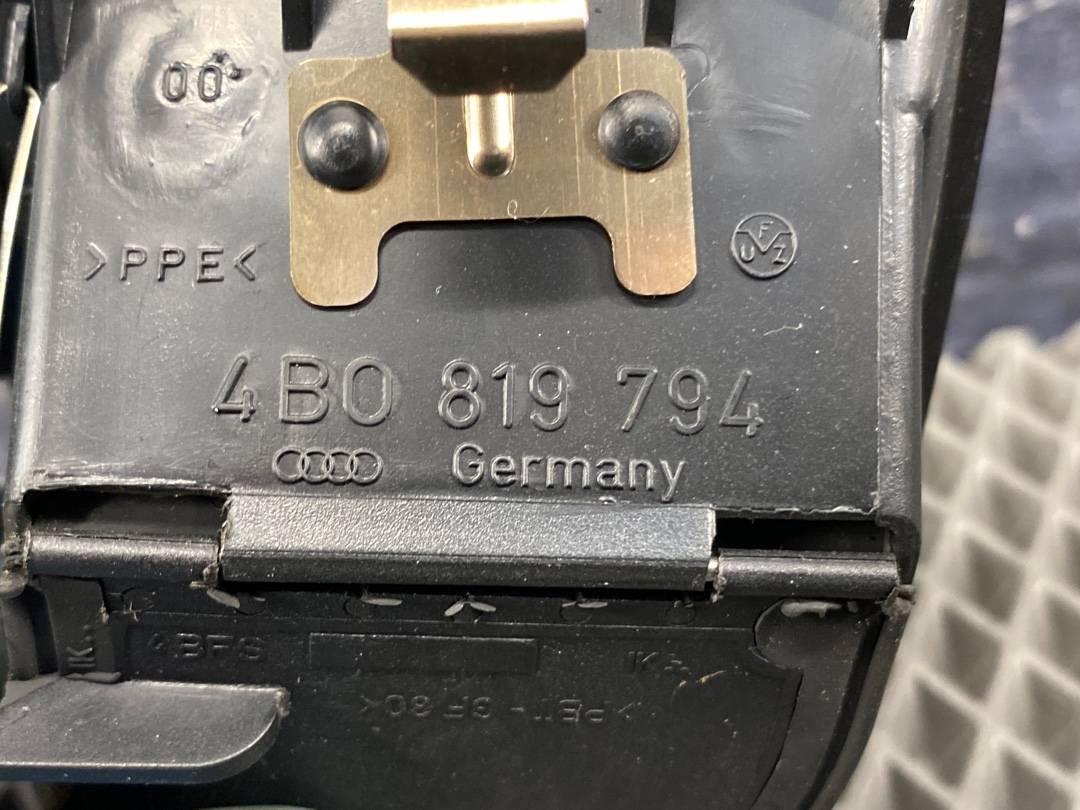 00
>PPE<
F
U Z
4B0 819 794
Germany
4BFS